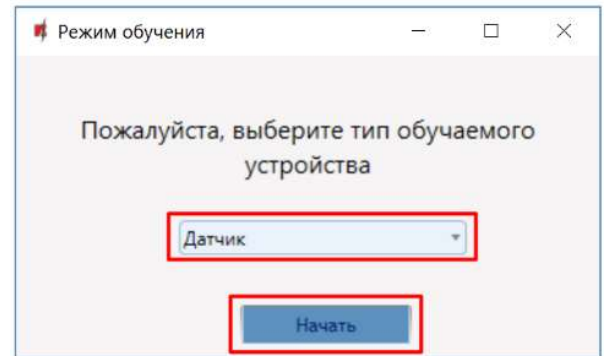 Режим обучения
Пожалуйста, выберите тип обучаемого
устройства
Датчик
Начать